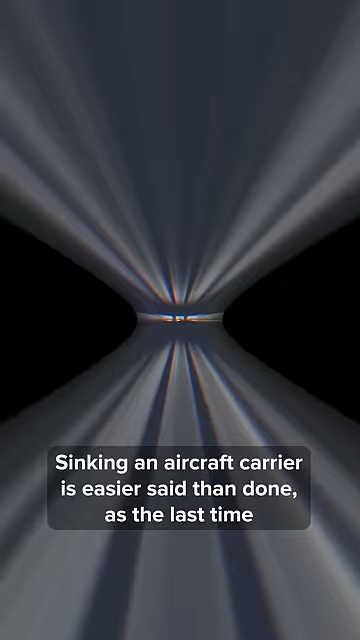 Sinking an aircraft carrier
is easier said than done,
as the last time